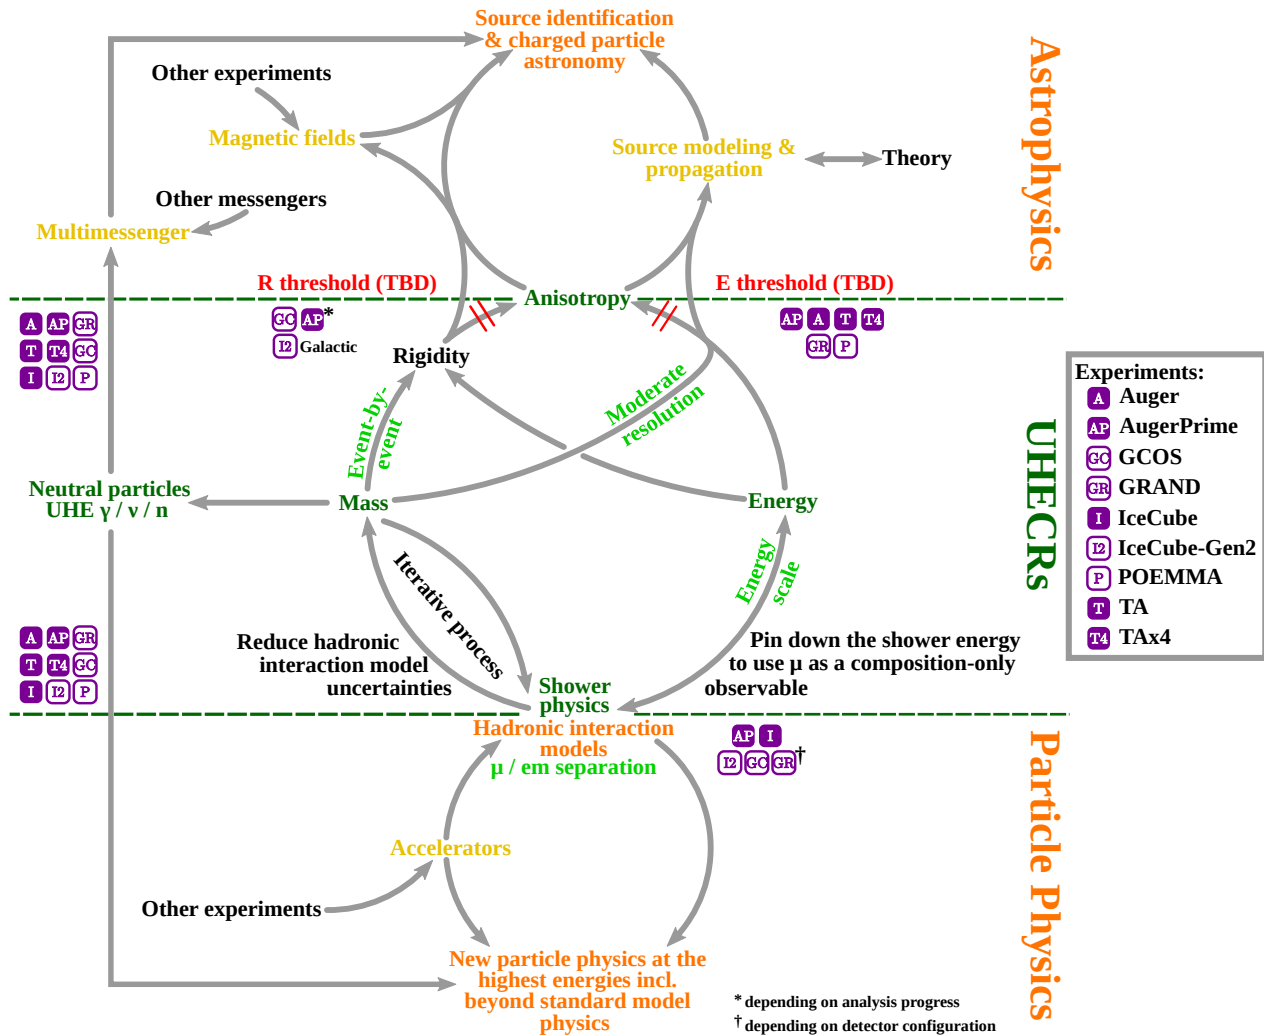 Source identification
& charged particle
astronomy
Astrophysics
Other experiments
Magnetic fields
Source modeling &
propagation
Theory
Other messengers
Multimessenger
R threshold (TBD)
E threshold (TBD)
Anisotropy
A AP GR
T T4 GC
I I2 P
GC AP*
I2 Galactic
AP A T T4
GR P
Rigidity
Event-by-
event
Moderate
resolution
Experiments:
A Auger
AP AugerPrime
GC GCOS
GR GRAND
I IceCube
I2 IceCube-Gen2
P POEMMA
T TA
T4 TAx4
UHECRs
Neutral particles
UHE γ / ν / n
Mass
Energy
Iterative process
Energy
scale
Reduce hadronic
interaction model
uncertainties
Pin down the shower energy
to use μ as a composition-only
observable
A AP GR
T T4 GC
I I2 P
Shower
physics
Hadronic interaction
models
μ / em separation
AP I
I2 GC GR†
Particle Physics
Accelerators
Other experiments
New particle physics at the
highest energies incl.
beyond standard model
physics
* depending on analysis progress
† depending on detector configuration